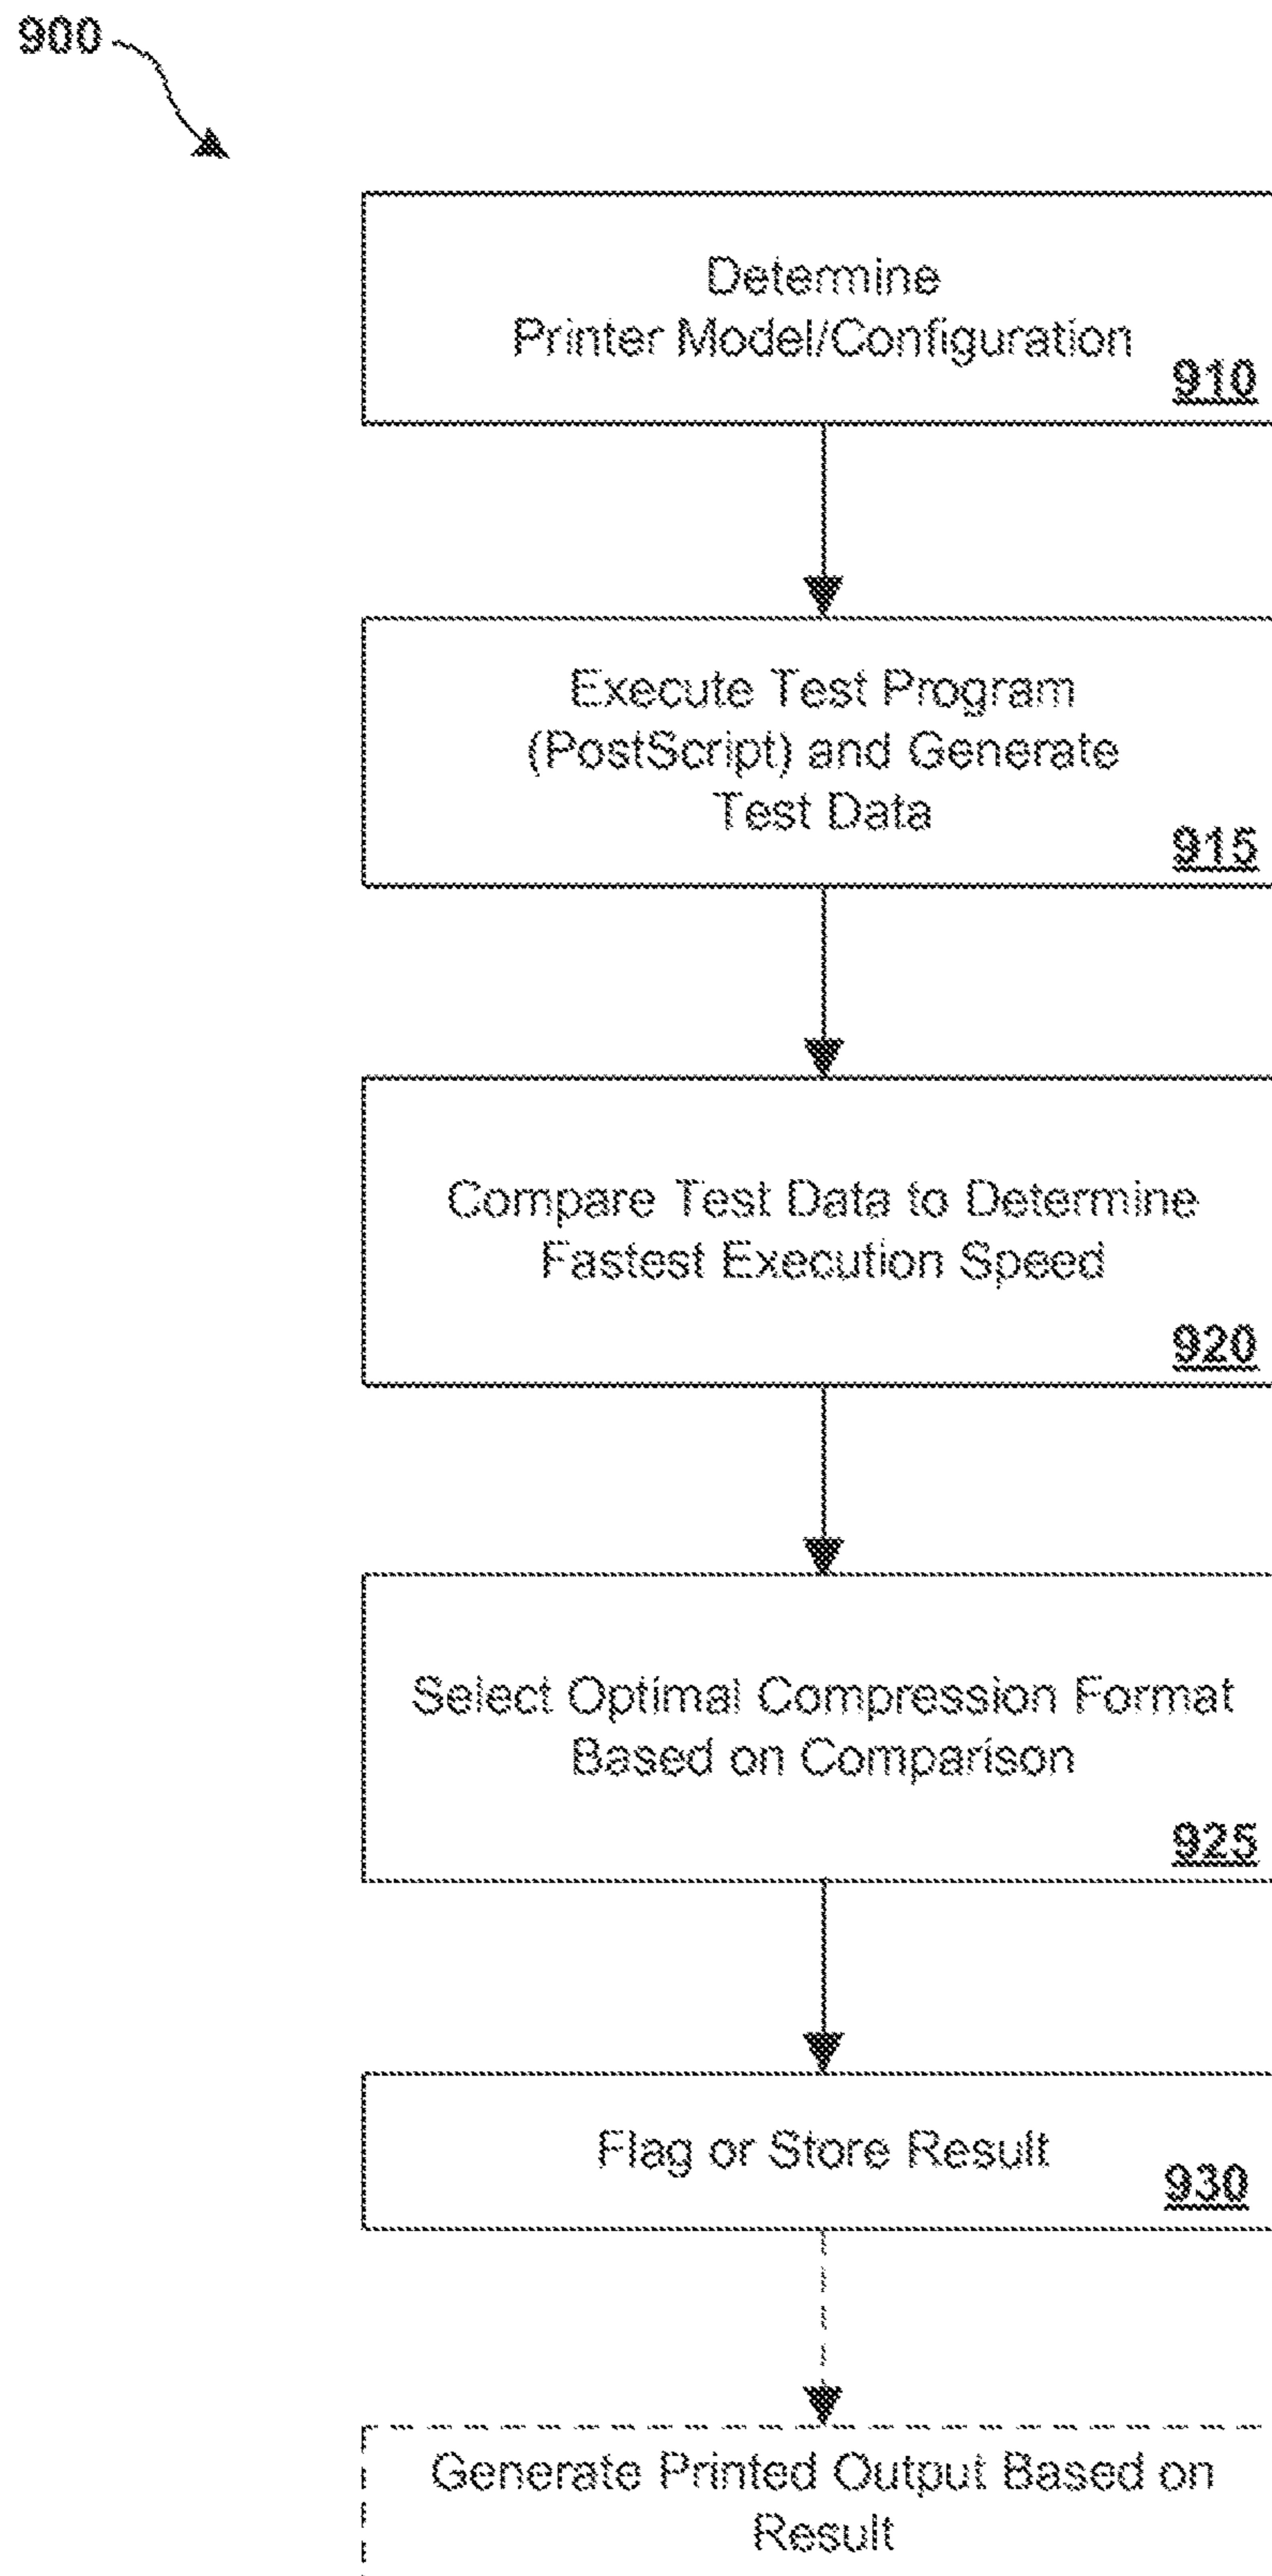 900
Determine
Printer Model/Configuration
910
Execute Test Program
(PostScript) and Generate
Test Data
915
Compare Test Data to Determine
Fastest Execution Speed
920
Select Optimal Compression Format
Based on Comparison
925
Flag or Store Result
930
Generate Printed Output Based on
Result